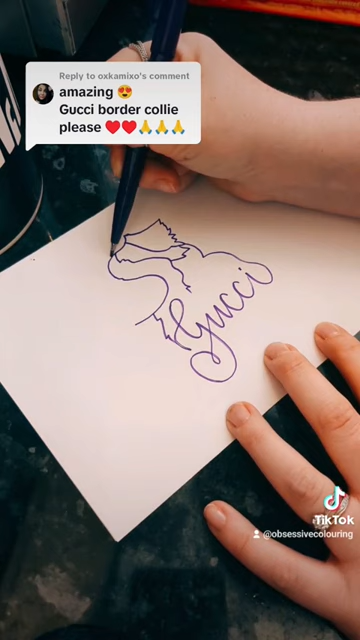 Reply to oxkamixo's comment
amazing 😍
Gucci border collie
please ❤️❤️🙏🙏🙏
Gucci
TikTok
@obsessivecolouring